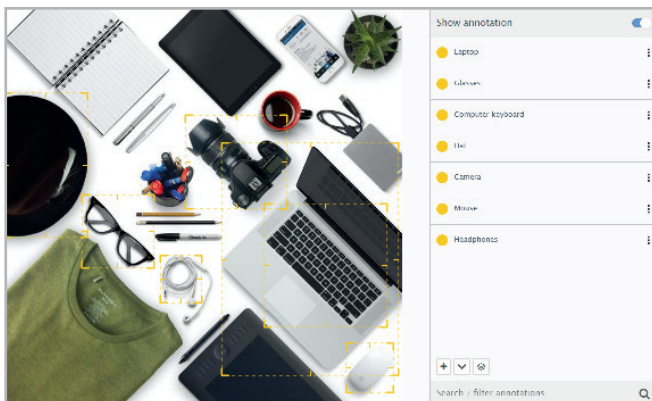 Show annotation
Laptop
Glasses
Computer keyboard
Hat
Camera
Mouse
Headphones
Search / filter annotations